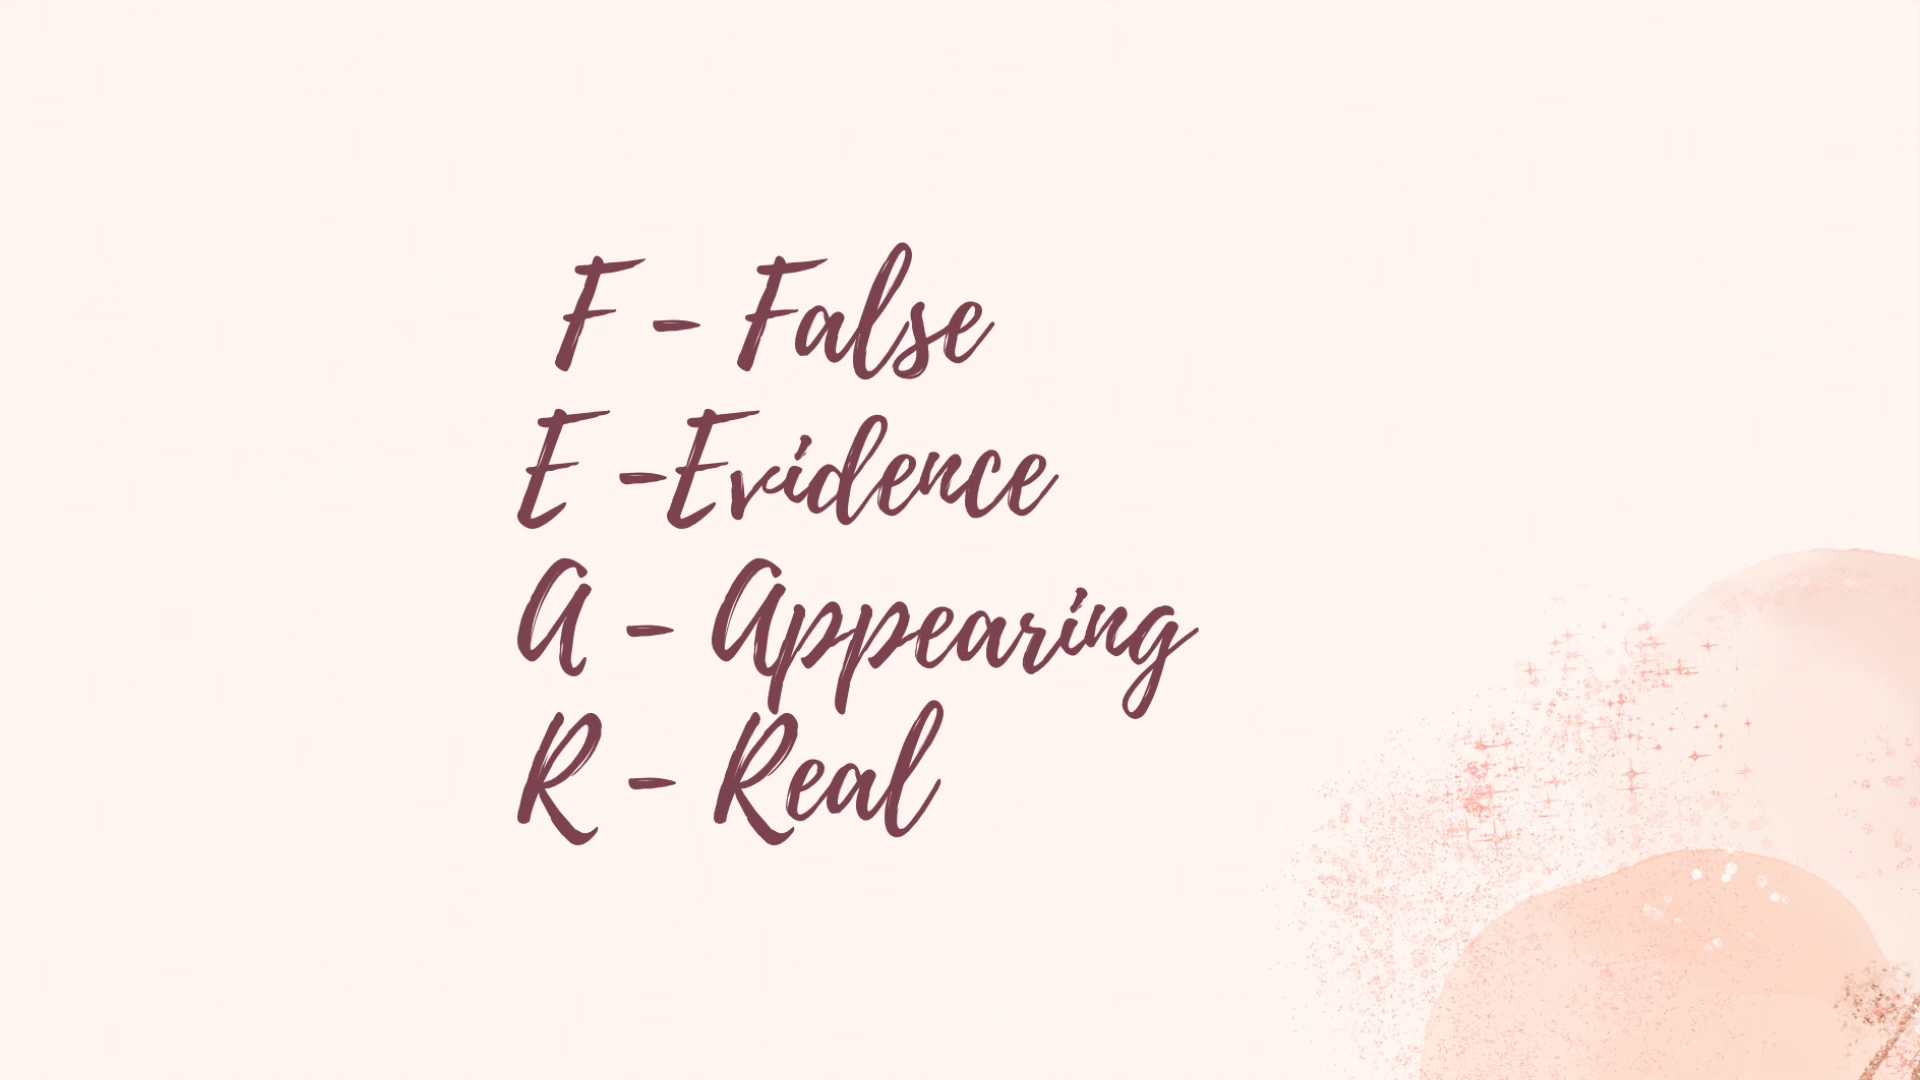 F - False
E -Evidence
A - Appearing
R - Real